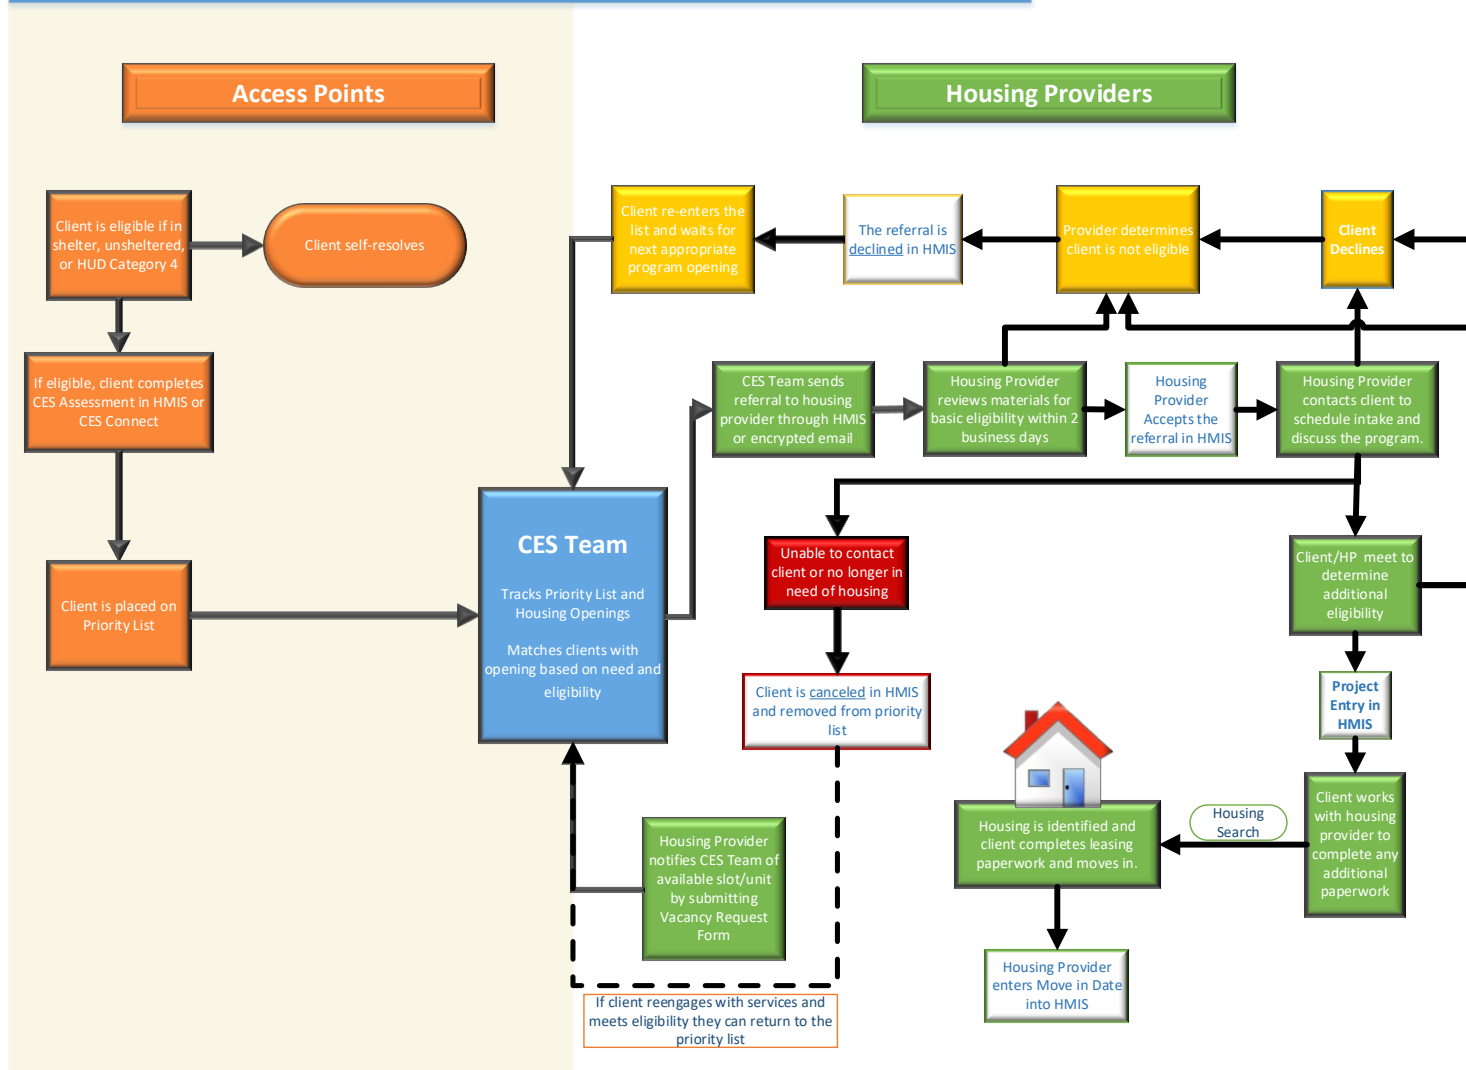 Access Points
Housing Providers
Client is eligible if in
shelter, unsheltered,
or HUD Category 4
Client self-resolves
Client re-enters the
list and waits for
next appropriate
program opening
The referral is
declined in HMIS
Provider determines
client is not eligible
Client
Declines
If eligible, client completes
CES Assessment in HMIS or
CES Connect
CES Team sends
referral to housing
provider through HMIS
or encrypted email
Housing Provider
reviews materials for
basic eligibility within 2
business days
Housing
Provider
Accepts the
referral in HMIS
Housing Provider
contacts client to
schedule intake and
discuss the program.
Client is placed on
Priority List
CES Team
Tracks Priority List and
Housing Openings
Matches clients with
opening based on need and
eligibility
Unable to contact
client or no longer in
need of housing
Client/HP meet to
determine
additional
eligibility
Client is canceled in HMIS
and removed from priority
list
Project
Entry in
HMIS
Housing Provider
notifies CES Team of
available slot/unit
by submitting
Vacancy Request
Form
Housing is identified and
client completes leasing
paperwork and moves in.
Housing
Search
Client works
with housing
provider to
complete any
additional
paperwork
Housing Provider
enters Move in Date
into HMIS
If client reengages with services and
meets eligibility they can return to the
priority list